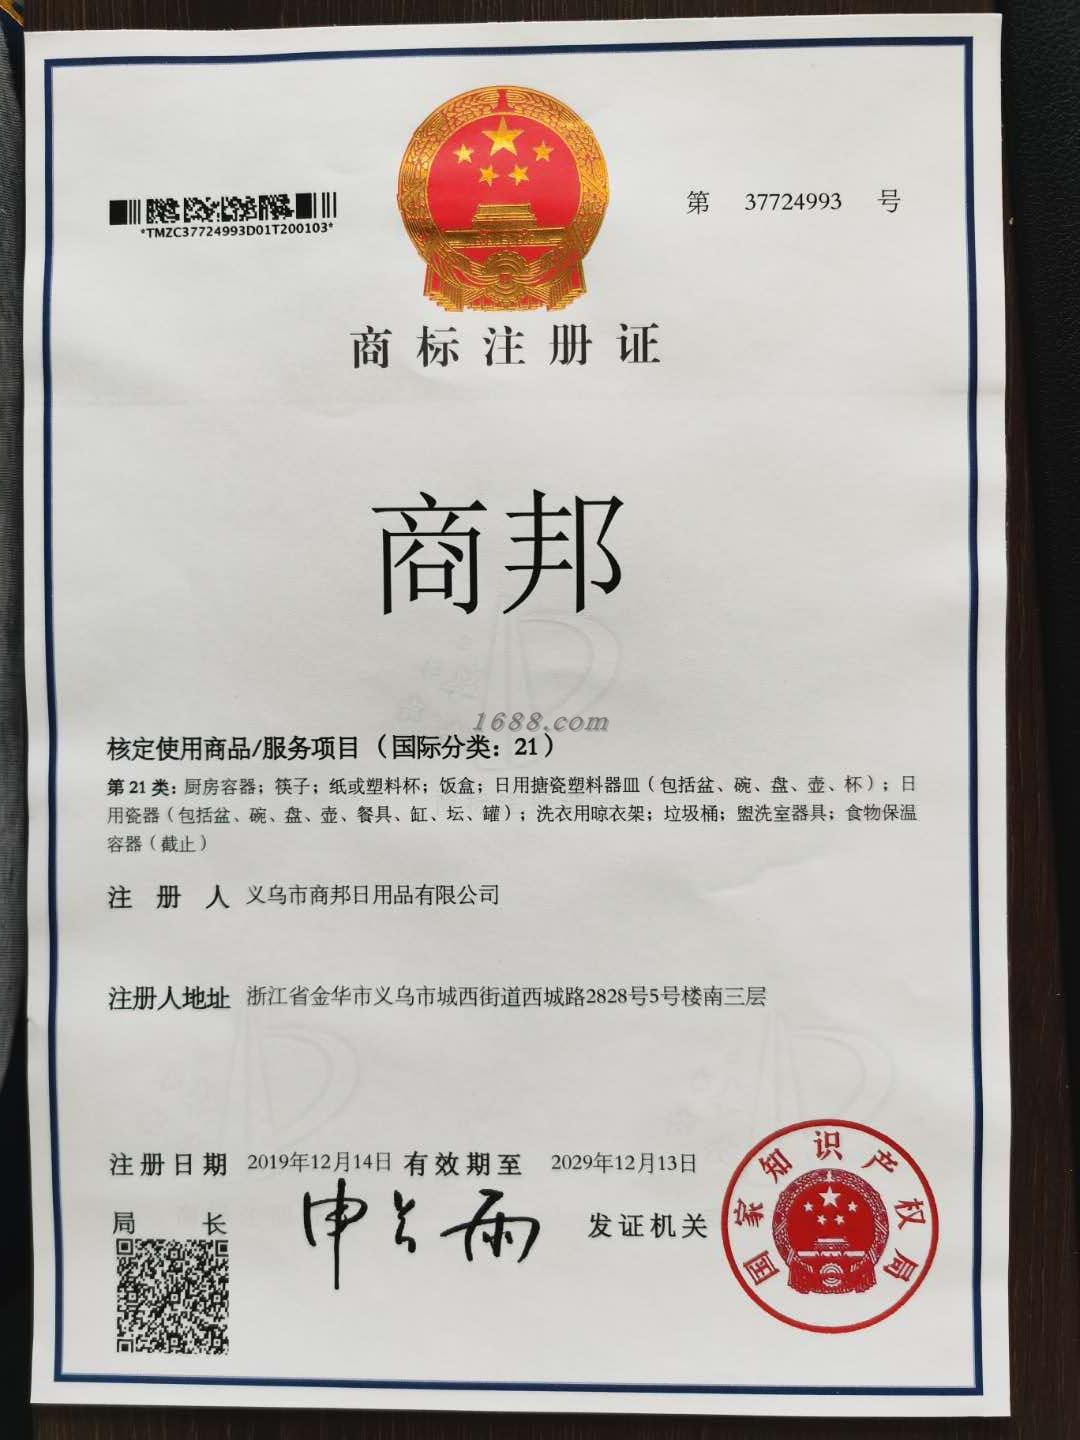 *TMZC37724993D01T200103*
第 37724993 号
商标注册证
商邦
1688.com
核定使用商品/服务项目（国际分类：21）
第 21 类：厨房容器；筷子；纸或塑料杯；饭盒；日用搪瓷塑料器皿（包括盆、碗、盘、壶、杯）；日
用瓷器（包括盆、碗、盘、壶、餐具、缸、坛、罐）；洗衣用晾衣架；垃圾桶；盥洗室器具；食物保温
容器（截止）
注册人 义乌市商邦日用品有限公司
注册人地址 浙江省金华市义乌市城西街道西城路2828号5号楼南三层
注册日期 2019年12月14日 有效期至 2029年12月13日
局长 申长雨 发证机关
国家知识产权局